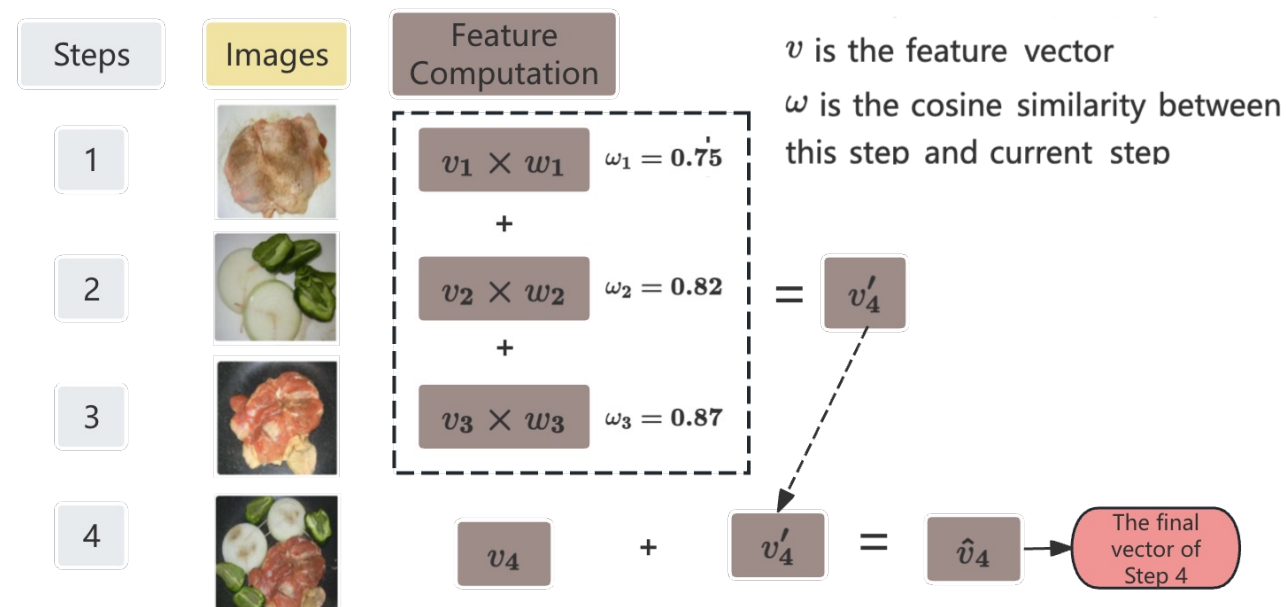 Steps
Images
Feature
Computation
v is the feature vector
ω is the cosine similarity between
this step and current step
1
v₁ × w₁
ω₁ = 0.75
+
2
v₂ × w₂
ω₂ = 0.82
=
v′₄
+
3
v₃ × w₃
ω₃ = 0.87
4
v₄
+
v′₄
=
v̂₄
The final
vector of
Step 4